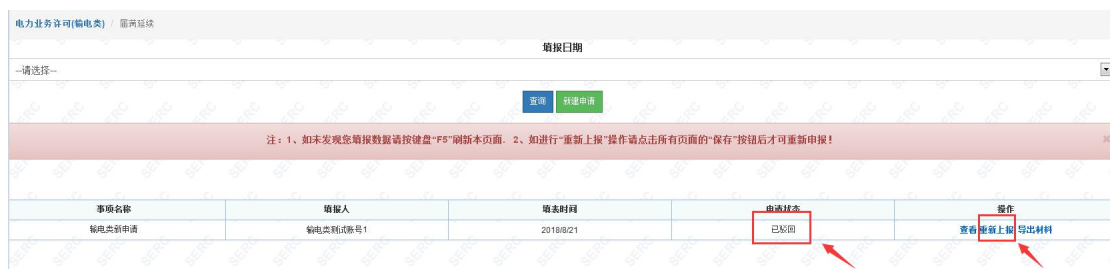 电力业务许可(输电类) / 届满延续
填报日期
--请选择--
查询 新建申请
注：1、如未发现您填报数据请按键盘“F5”刷新本页面. 2、如进行“重新上报”操作请点击所有页面的“保存”按钮后才可重新申报！ ×
事项名称 填报人 填表时间 申请状态 操作
输电类新申请 输电类测试账号1 2018/8/21 已驳回 查看 重新上报 导出材料